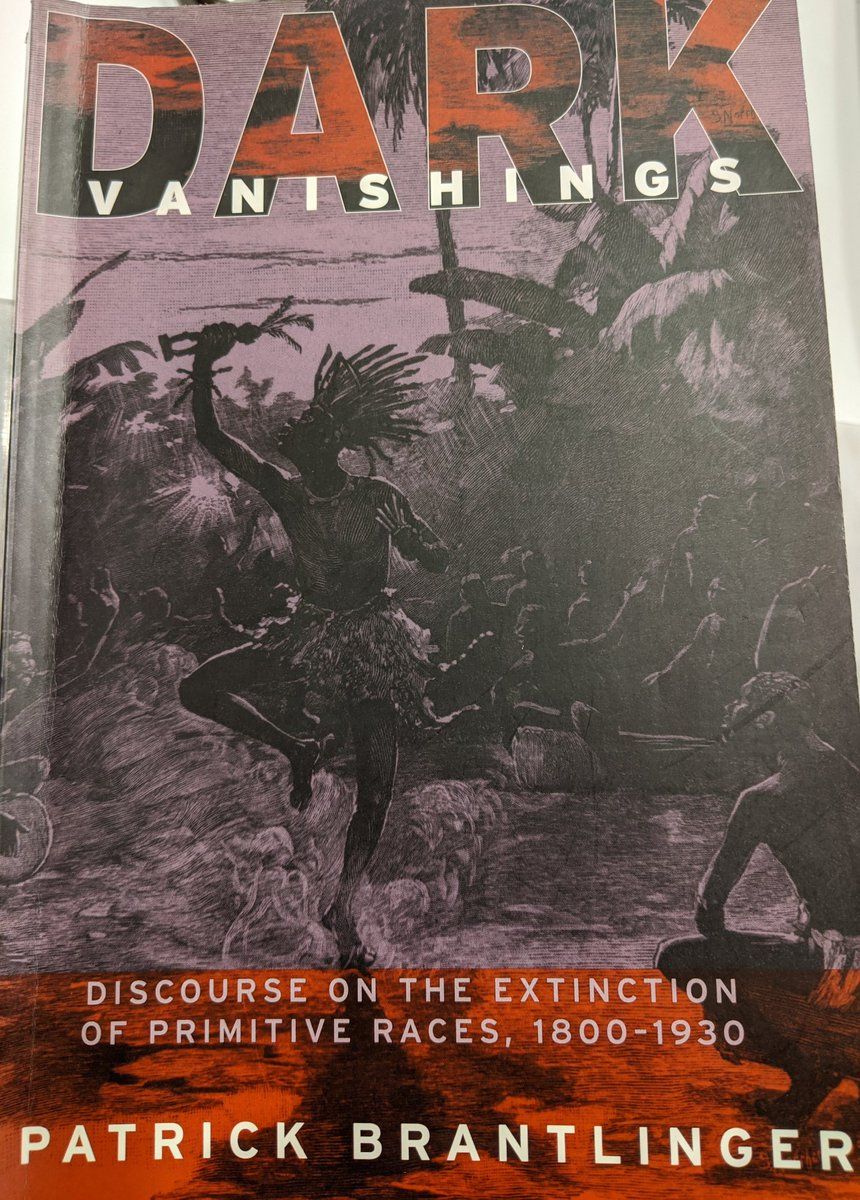 DARK
VANISHINGS
DISCOURSE ON THE EXTINCTION
OF PRIMITIVE RACES, 1800–1930
PATRICK BRANTLINGER